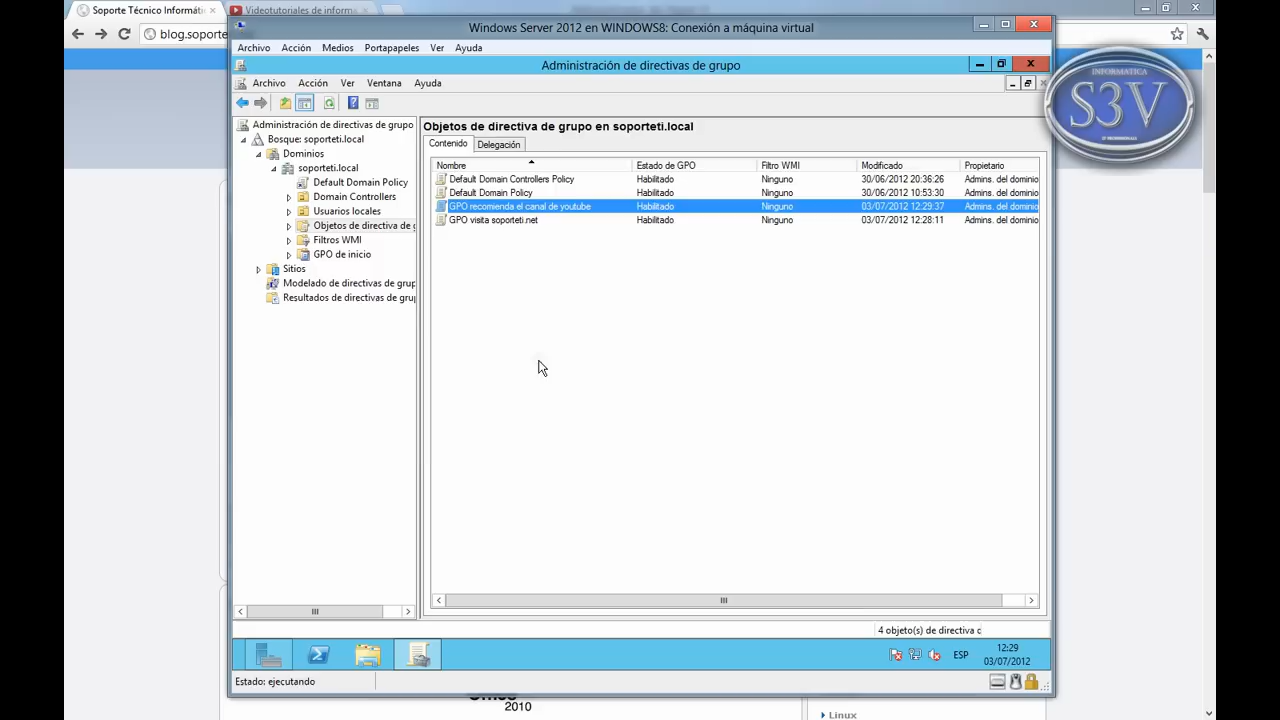 Soporte Técnico Informáti
Videotutoriales de informa
blog.soporte
Windows Server 2012 en WINDOWS8: Conexión a máquina virtual
Archivo Acción Medios Portapapeles Ver Ayuda
Administración de directivas de grupo
Archivo Acción Ver Ventana Ayuda
INFORMATICA
S3V
Administración de directivas de grupo
Bosque: soporteti.local
Dominios
soporteti.local
Default Domain Policy
Domain Controllers
Usuarios locales
Objetos de directiva de g
Filtros WMI
GPO de inicio
Sitios
Modelado de directivas de grup
Resultados de directivas de gru
Objetos de directiva de grupo en soporteti.local
Contenido Delegación
Nombre Estado de GPO Filtro WMI Modificado Propietario
Default Domain Controllers Policy Habilitado Ninguno 30/06/2012 20:36:26 Admins. del dominio
Default Domain Policy Habilitado Ninguno 30/06/2012 10:53:30 Admins. del dominio
GPO recomienda el canal de youtube Habilitado Ninguno 03/07/2012 12:29:37 Admins. del dominio
GPO visita soporteti.net Habilitado Ninguno 03/07/2012 12:28:11 Admins. del dominio
4 objeto(s) de directiva c
ESP
12:29
03/07/2012
Estado: ejecutando
2010
Linux